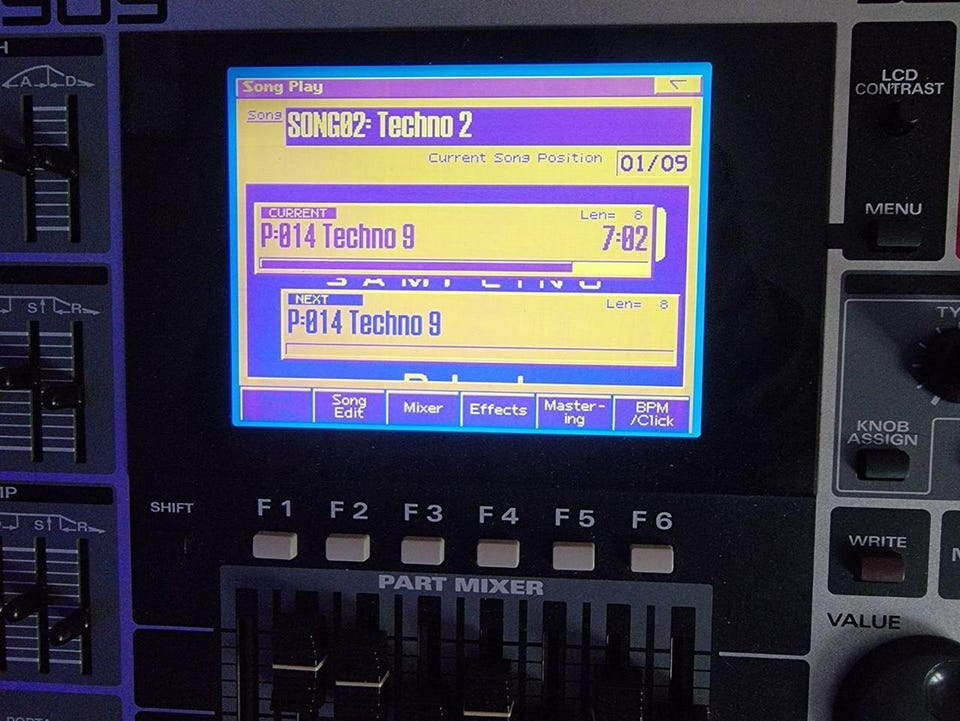 909
LCD
CONTRAST
A D
Song Play
Song SONG02: Techno 2
Current Song Position 01/09
CURRENT Len= 8
P:014 Techno 9 7:02
MENU
NEXT Len= 8
P:014 Techno 9
S R
Song
Edit
Mixer
Effects
Master-
ing
BPM
/Click
KNOB
ASSIGN
SHIFT
F1 F2 F3 F4 F5 F6
S R
WRITE
PART MIXER
VALUE